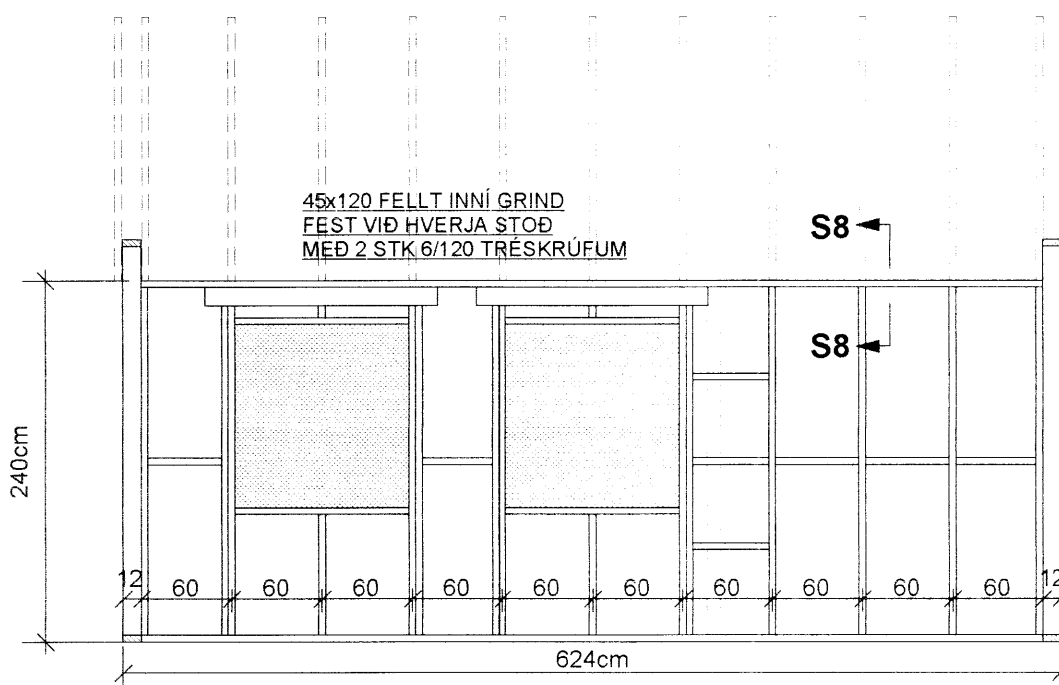 45x120 FELLT INNÍ GRIND
FEST VIÐ HVERJA STOÐ
MEÐ 2 STK 6/120 TRÉSKRÚFUM
S8
S8
240cm
12 60 60 60 60 60 60 60 60 60 60 12
624cm